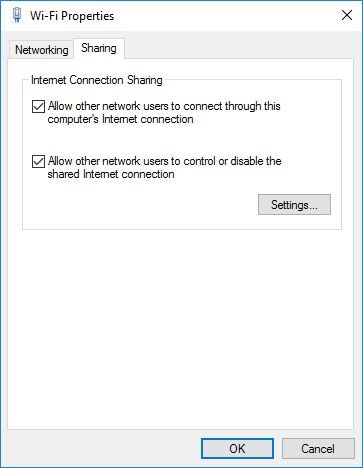 Wi-Fi Properties
Networking
Sharing
Internet Connection Sharing
Allow other network users to connect through this
computer's Internet connection
Allow other network users to control or disable the
shared Internet connection
Settings...
OK
Cancel